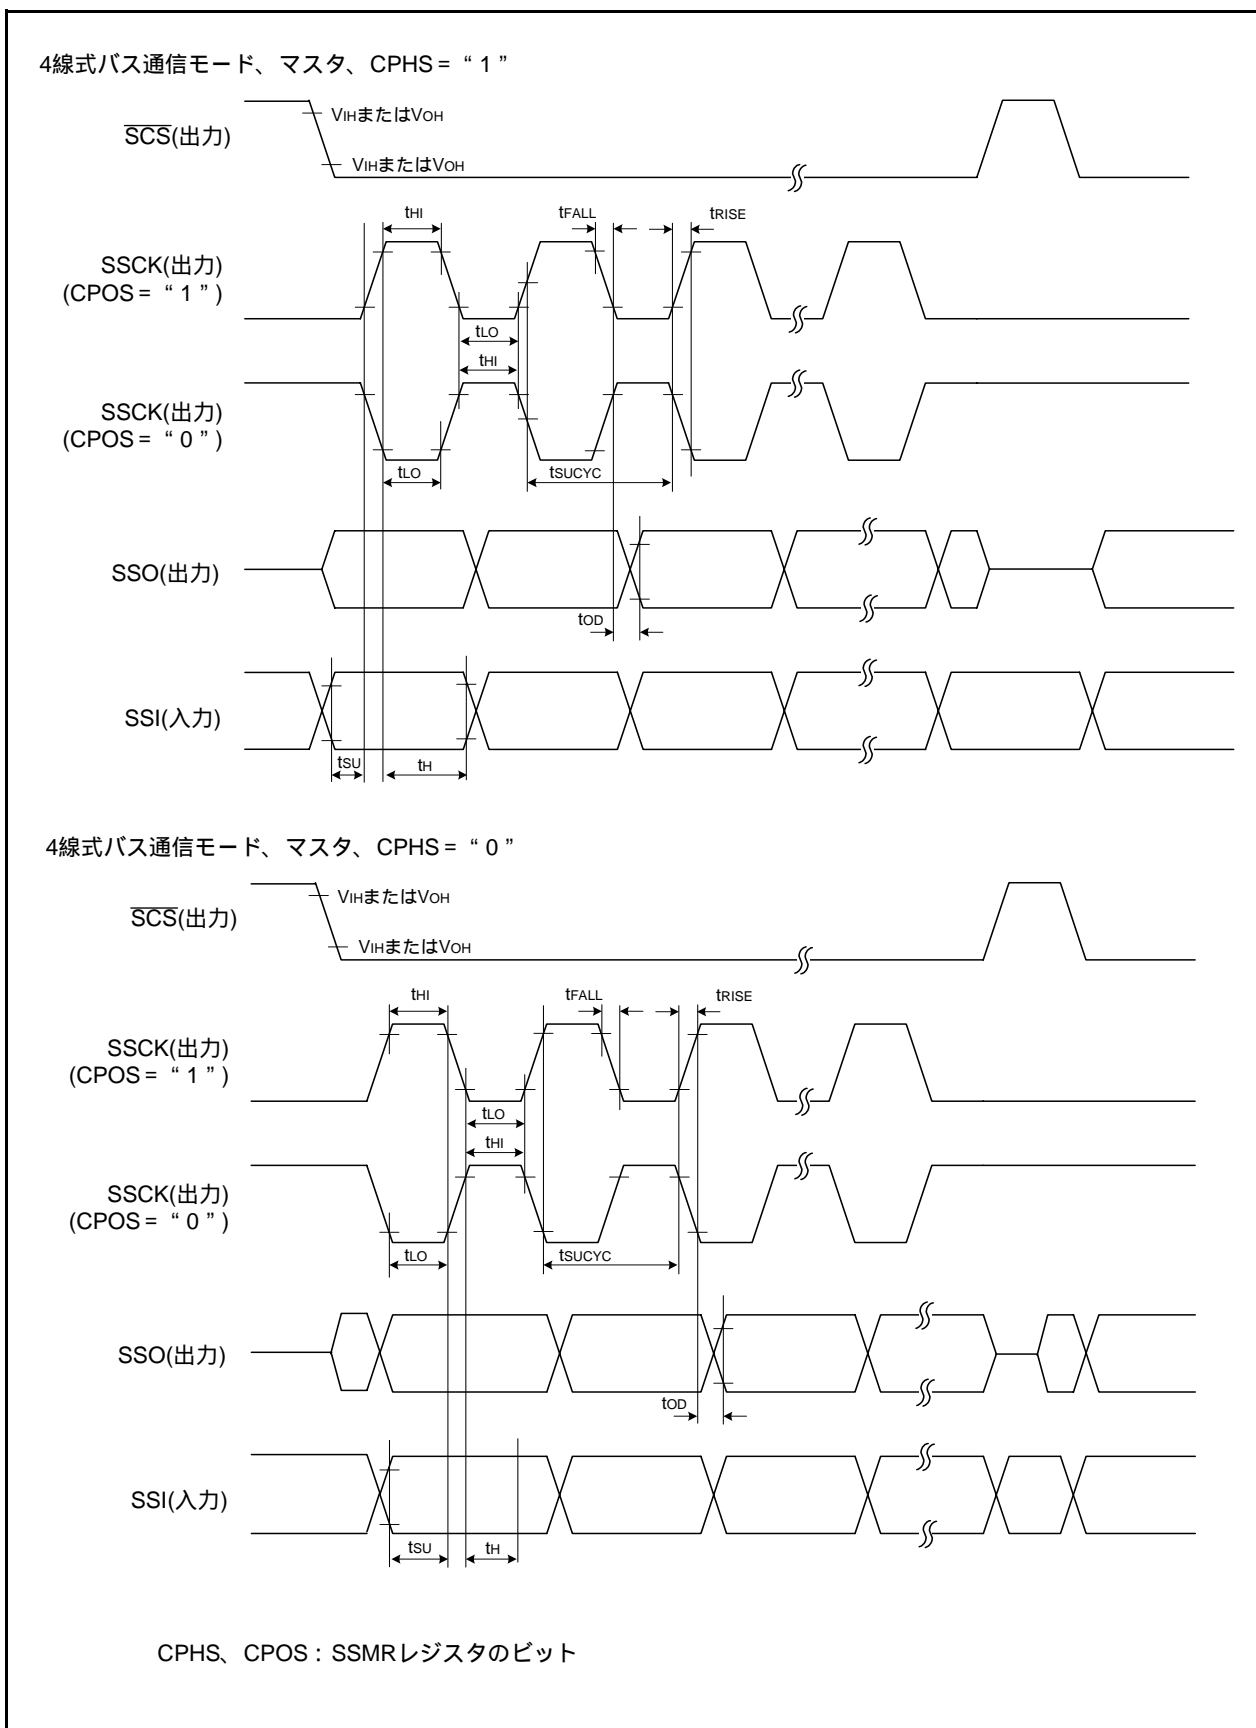 4線式バス通信モード、マスタ、CPHS=“1”
VIHまたはVOH
SCS(出力)
VIHまたはVOH
tHI
tFALL
tRISE
SSCK(出力)
(CPOS=“1”)
tLO
tHI
SSCK(出力)
(CPOS=“0”)
tLO
tSUCYC
SSO(出力)
tOD
SSI(入力)
tSU
tH
4線式バス通信モード、マスタ、CPHS=“0”
VIHまたはVOH
SCS(出力)
VIHまたはVOH
tHI
tFALL
tRISE
SSCK(出力)
(CPOS=“1”)
tLO
tHI
SSCK(出力)
(CPOS=“0”)
tLO
tSUCYC
SSO(出力)
tOD
SSI(入力)
tSU
tH
CPHS、CPOS:SSMRレジスタのビット